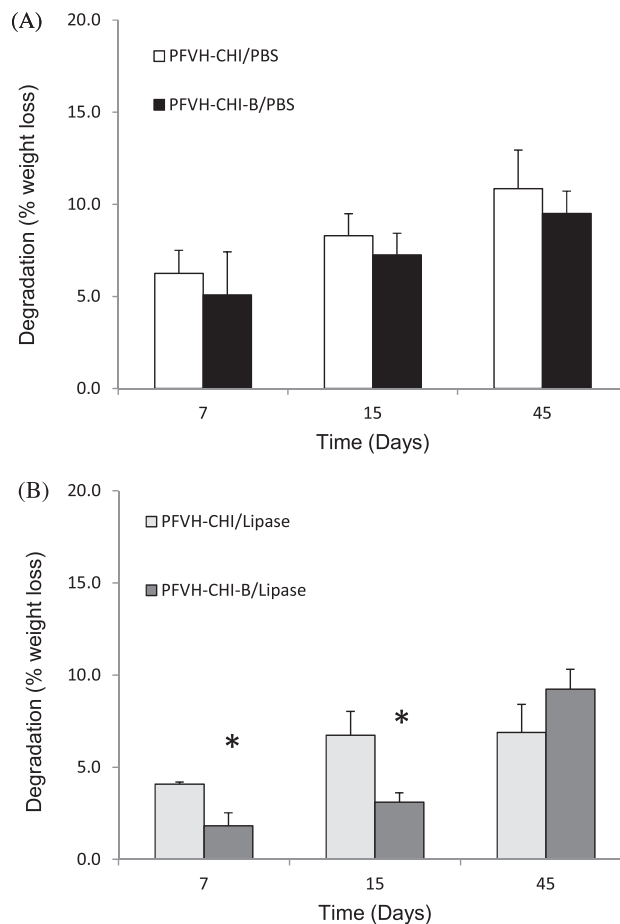 (A)
20.0
15.0
10.0
5.0
0.0
Degradation (% weight loss)
PFVH-CHI/PBS
PFVH-CHI-B/PBS
7 15 45
Time (Days)
(B)
20.0
15.0
10.0
5.0
0.0
Degradation (% weight loss)
PFVH-CHI/Lipase
PFVH-CHI-B/Lipase
* *
7 15 45
Time (Days)